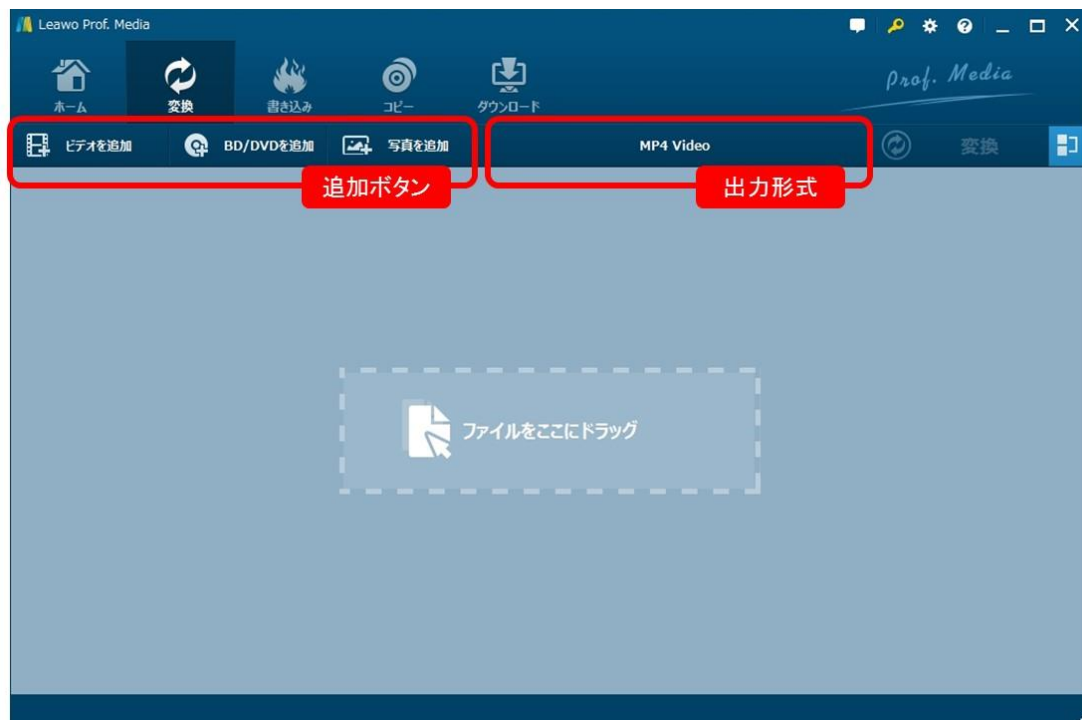 Leawo Prof. Media
ホーム
変換
書き込み
コピー
ダウンロード
Prof. Media
ビデオを追加
BD/DVDを追加
写真を追加
MP4 Video
変換
追加ボタン
出力形式
ファイルをここにドラッグ